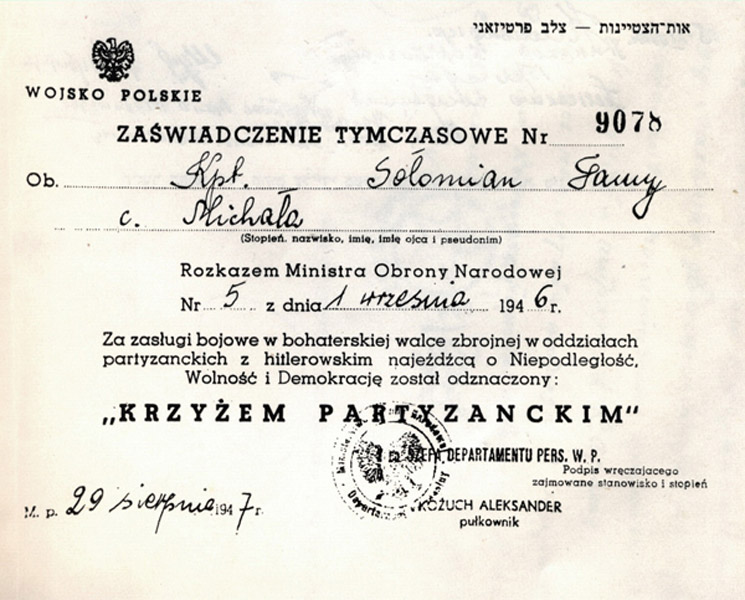 אות־הצטיינות — צלב פרטיזאני
WOJSKO POLSKIE
ZAŚWIADCZENIE TYMCZASOWE Nr 9078
Ob. Kpt. Sołomian Fanny
c. Michała
(Stopień, nazwisko, imię, imię ojca i pseudonim)
Rozkazem Ministra Obrony Narodowej
Nr 5 z dnia 1 września 1946 r.
Za zasługi bojowe w bohaterskiej walce zbrojnej w oddziałach
partyzanckich z hitlerowskim najeźdźcą o Niepodległość,
Wolność i Demokrację został odznaczony:
„KRZYŻEM PARTYZANCKIM"
SZEFA DEPARTAMENTU PERS. W. P.
Podpis wręczającego
zajmowane stanowisko i stopień
M. p. 29 sierpnia 1947 r.
KOŻUCH ALEKSANDER
pułkownik